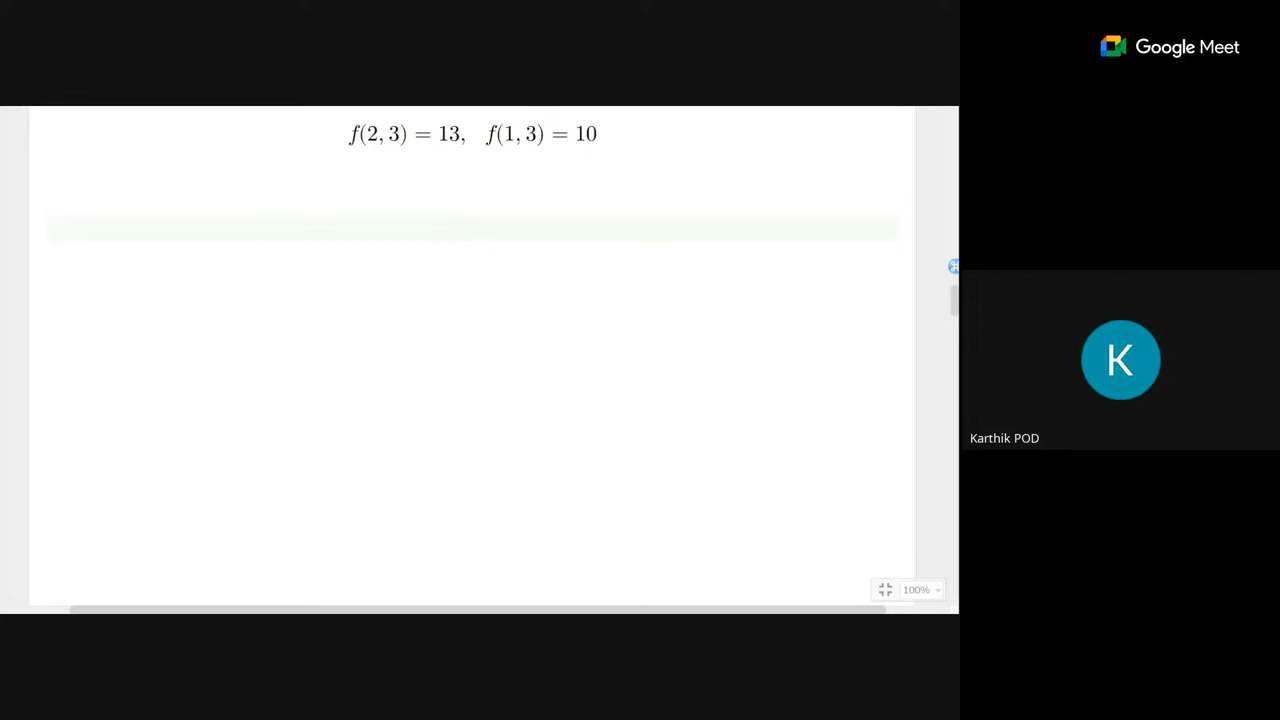 Google Meet
f(2, 3) = 13, f(1, 3) = 10
K
Karthik POD
100%